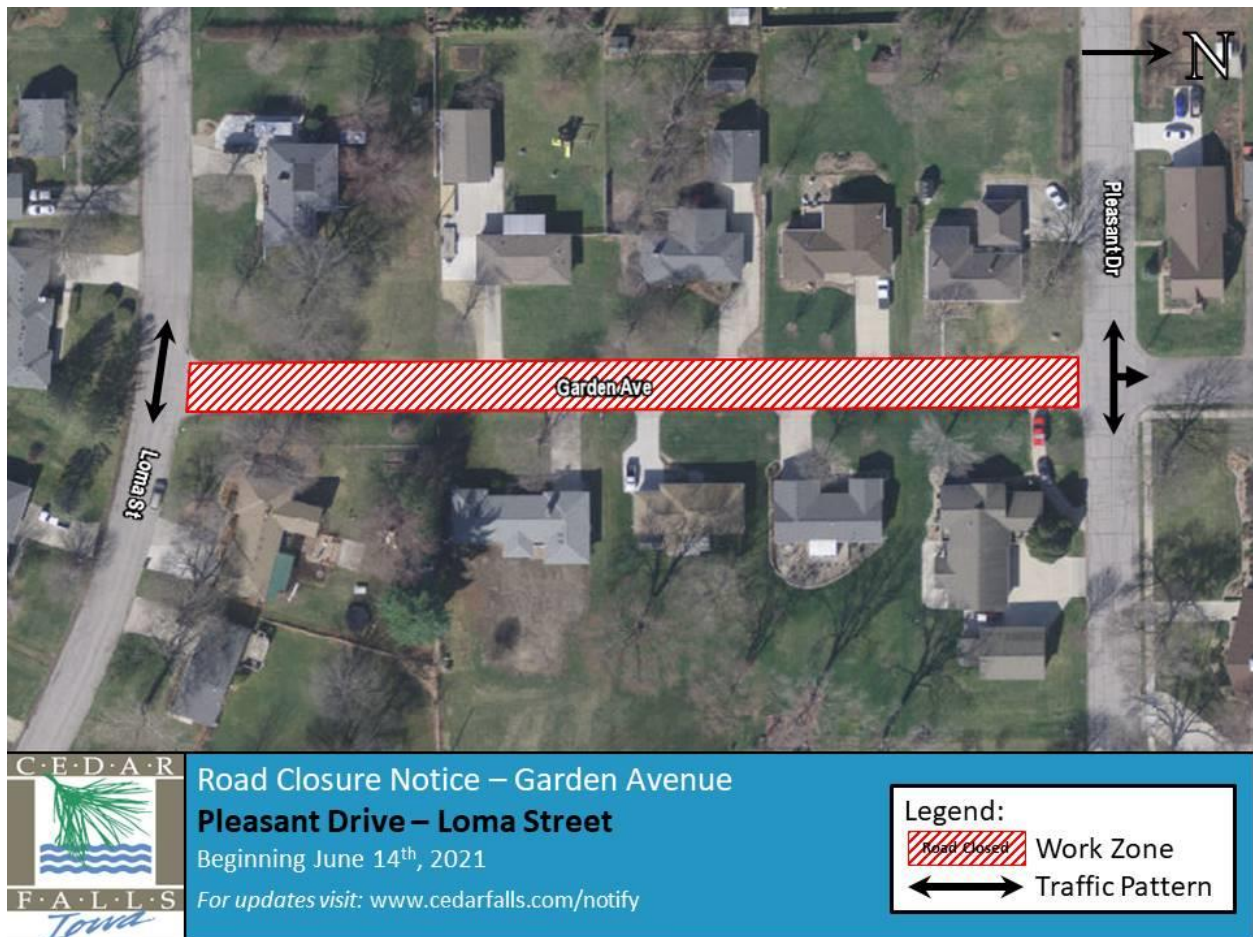 N
Pleasant Dr
Garden Ave
Loma St
C·E·D·A·R
F·A·L·L·S
Iowa
Road Closure Notice – Garden Avenue
Pleasant Drive – Loma Street
Beginning June 14th, 2021
For updates visit: www.cedarfalls.com/notify
Legend:
Road Closed Work Zone
Traffic Pattern